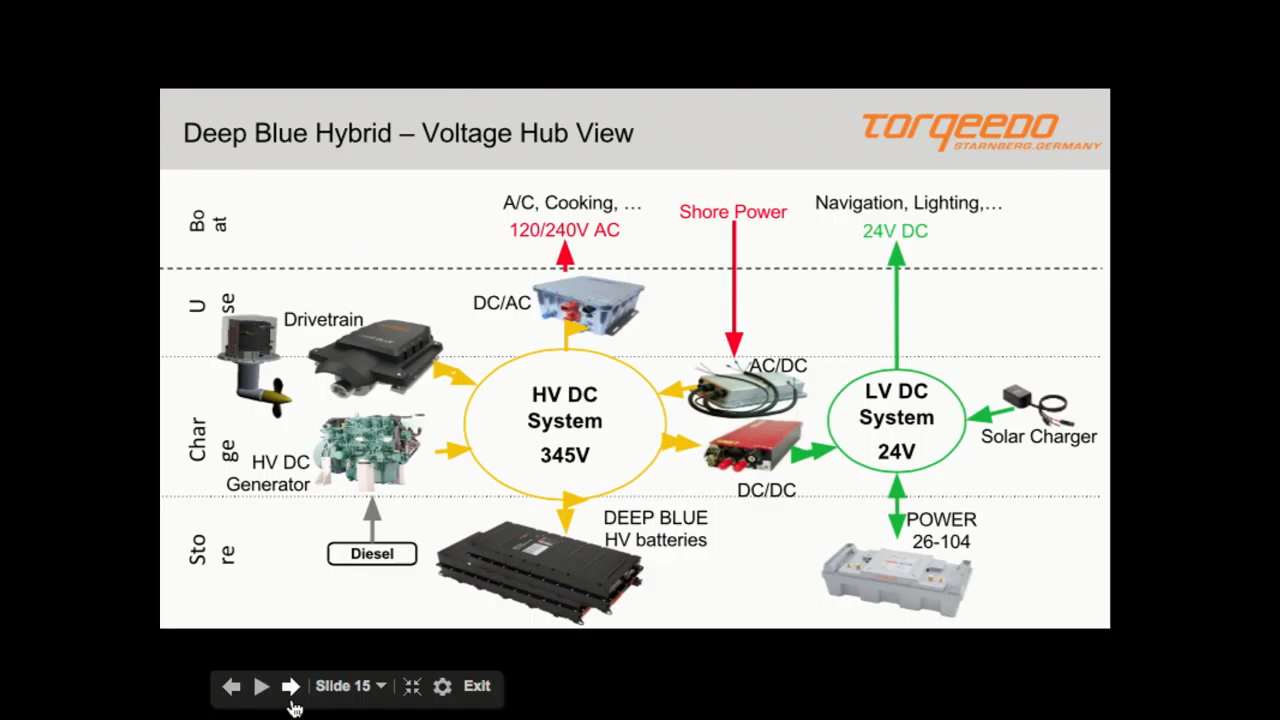 Deep Blue Hybrid – Voltage Hub View
TORQEEDO
STARNBERG.GERMANY
Bo
at
A/C, Cooking, …
120/240V AC
Shore Power
Navigation, Lighting,…
24V DC
U
se
Drivetrain
DC/AC
AC/DC
HV DC
System
345V
LV DC
System
24V
Char
ge
HV DC
Generator
Solar Charger
DC/DC
Sto
re
Diesel
DEEP BLUE
HV batteries
POWER
26-104
Slide 15
Exit